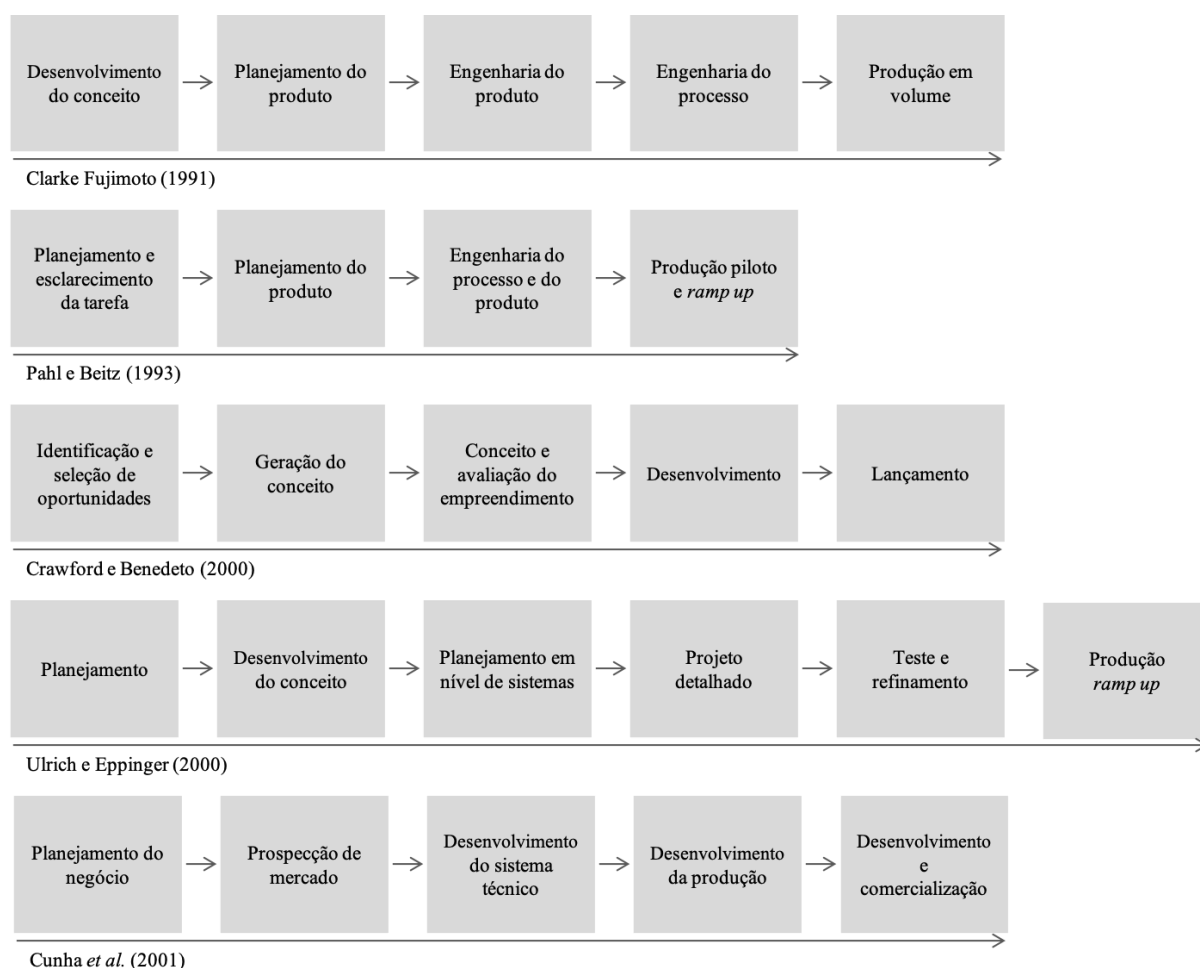 Desenvolvimento
do conceito
Planejamento do
produto
Engenharia do
produto
Engenharia do
processo
Produção em
volume
Clarke Fujimoto (1991)
Planejamento e
esclarecimento
da tarefa
Planejamento do
produto
Engenharia do
processo e do
produto
Produção piloto
e ramp up
Pahl e Beitz (1993)
Identificação e
seleção de
oportunidades
Geração do
conceito
Conceito e
avaliação do
empreendimento
Desenvolvimento
Lançamento
Crawford e Benedeto (2000)
Planejamento
Desenvolvimento
do conceito
Planejamento em
nível de sistemas
Projeto
detalhado
Teste e
refinamento
Produção
ramp up
Ulrich e Eppinger (2000)
Planejamento do
negócio
Prospecção de
mercado
Desenvolvimento
do sistema
técnico
Desenvolvimento
da produção
Desenvolvimento
e
comercialização
Cunha et al. (2001)